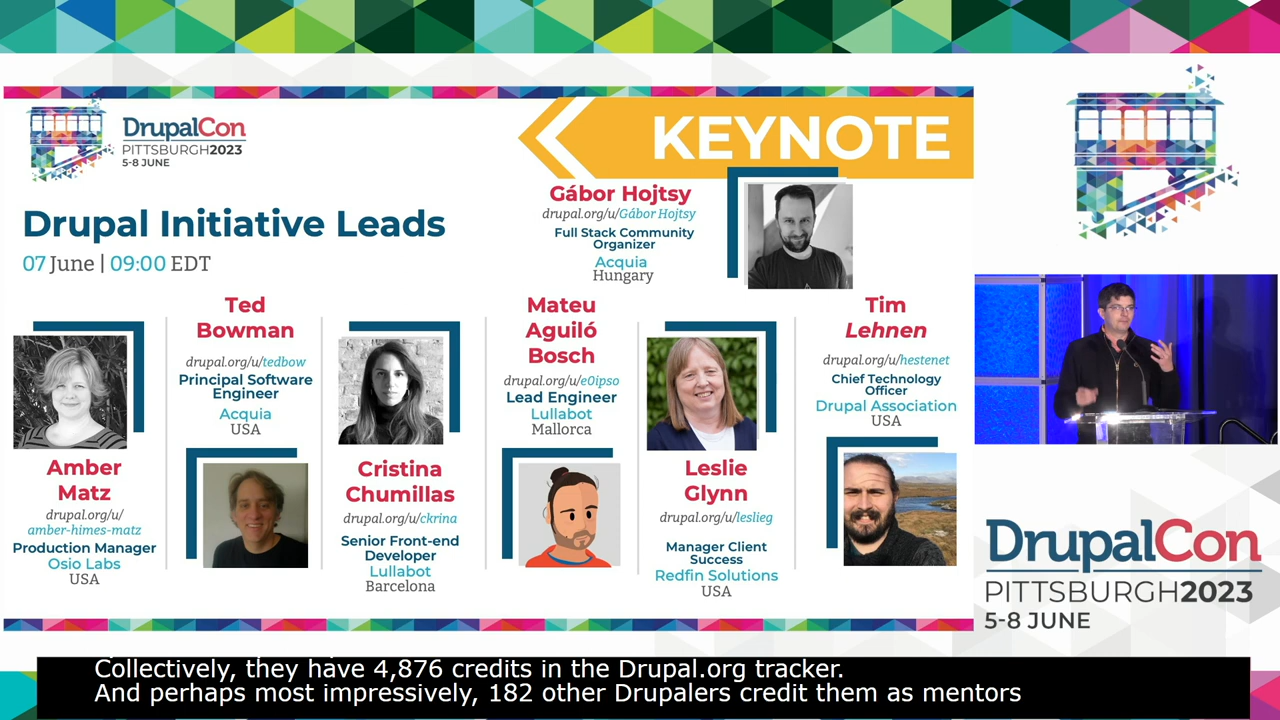 DrupalCon
PITTSBURGH2023
5-8 JUNE
KEYNOTE
Drupal Initiative Leads
07 June | 09:00 EDT
Gábor Hojtsy
drupal.org/u/Gábor Hojtsy
Full Stack Community
Organizer
Acquia
Hungary
Amber
Matz
drupal.org/u/
amber-himes-matz
Production Manager
Osio Labs
USA
Ted
Bowman
drupal.org/u/tedbow
Principal Software
Engineer
Acquia
USA
Cristina
Chumillas
drupal.org/u/ckrina
Senior Front-end
Developer
Lullabot
Barcelona
Mateu
Aguiló
Bosch
drupal.org/u/e0ipso
Lead Engineer
Lullabot
Mallorca
Leslie
Glynn
drupal.org/u/leslieg
Manager Client
Success
Redfin Solutions
USA
Tim
Lehnen
drupal.org/u/hestenet
Chief Technology
Officer
Drupal Association
USA
DrupalCon
PITTSBURGH2023
5-8 JUNE
Collectively, they have 4,876 credits in the Drupal.org tracker.
And perhaps most impressively, 182 other Drupalers credit them as mentors